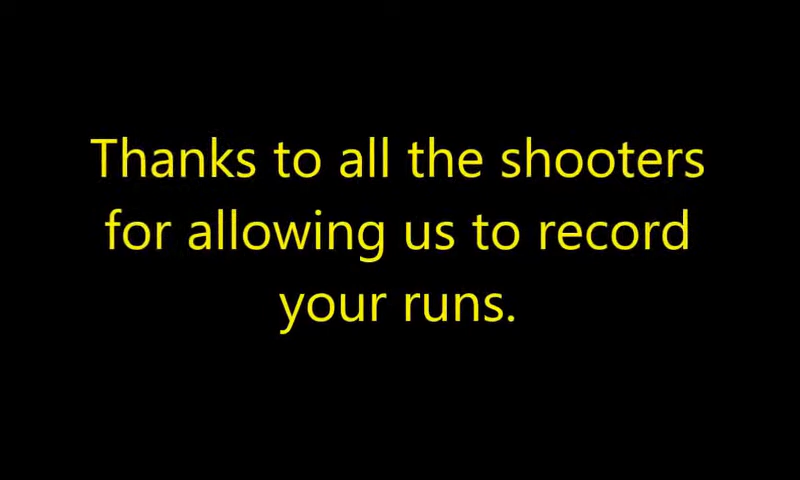 Thanks to all the shooters
for allowing us to record
your runs.